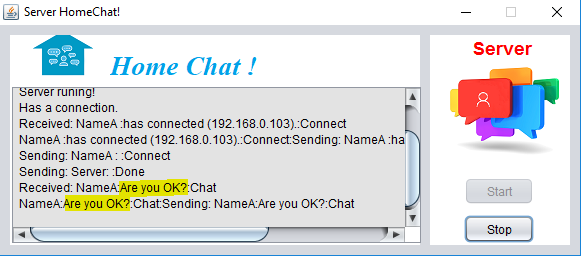 Server HomeChat!
Home Chat !
Server runing!
Has a connection.
Received: NameA :has connected (192.168.0.103).:Connect
NameA :has connected (192.168.0.103).:Connect:Sending: NameA :ha
Sending: NameA : :Connect
Sending: Server: :Done
Received: NameA:Are you OK?:Chat
NameA:Are you OK?:Chat:Sending: NameA:Are you OK?:Chat
Server
Start
Stop